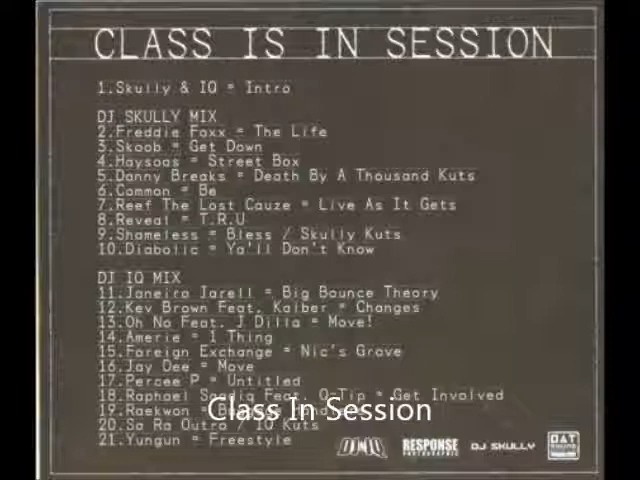 CLASS IS IN SESSION
1.Skully & IQ = Intro
DJ SKULLY MIX
2.Freddie Foxx = The Life
3.Skoob = Get Down
4.Haysoos = Street Box
5.Danny Breaks = Death By A Thousand Kuts
6.Common = Be
7.Reef The Lost Cauze = Live As It Gets
8.Reveal = T.R.U
9.Shameless = Bless / Skully Kuts
10.Diabolic = Ya'll Don't Know
DJ IQ MIX
11.Janeiro Jarell = Big Bounce Theory
12.Kev Brown Feat. Kaiber = Changes
13.Oh No Feat. J Dilla = Move!
14.Amerie = 1 Thing
15.Foreign Exchange = Nic's Grove
16.Jay Dee = Move
17.Percee P = Untitled
18.Raphael Feat. Q-Tip = Get Involved
19.Raekwon =
Class In Session
20.Sa Ra Outro / IQ Kuts
21.Yungun = Freestyle
DJ IQ
RESPONSE
DJ SKULLY